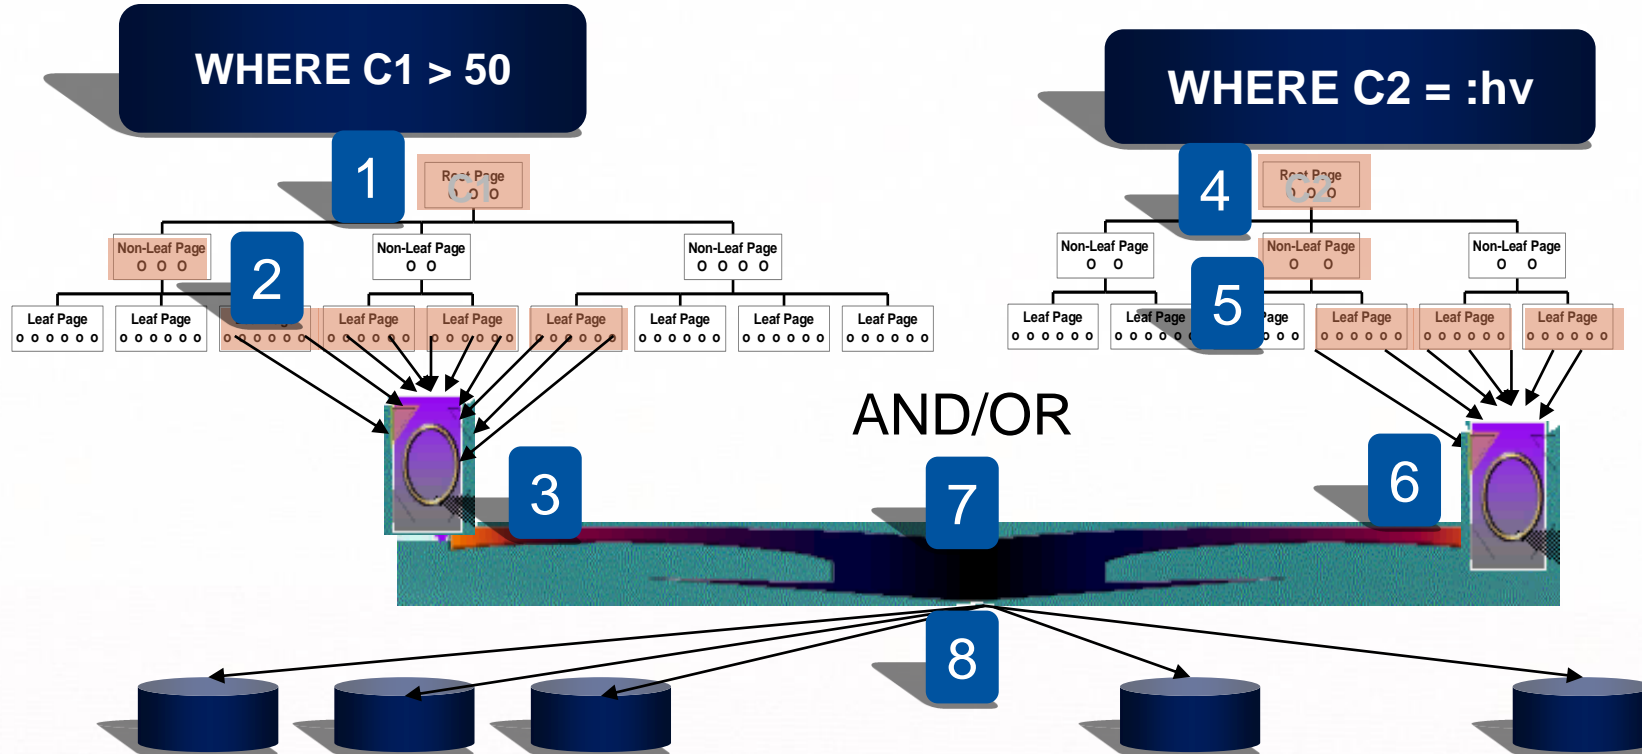 WHERE C1 > 50
WHERE C2 = :hv
1
Root Page
C1
4
Root Page
C2
Non-Leaf Page
O O O
2
Non-Leaf Page
O O
Non-Leaf Page
O O O O
Non-Leaf Page
O O
Non-Leaf Page
O O
Non-Leaf Page
O O
5
Leaf Page
O O O O O O
Leaf Page
O O O O O O
O O O O O O
Leaf Page
O O O O O O
Leaf Page
O O O O O O
Leaf Page
O O O O O O
Leaf Page
O O O O O O
Leaf Page
O O O O O O
Leaf Page
O O O O O O
Leaf Page
O O O O O O
Leaf Page
Page
Leaf Page
O O O O O O
Leaf Page
O O O O O O
Leaf Page
O O O O O O
AND/OR
3
7
6
8